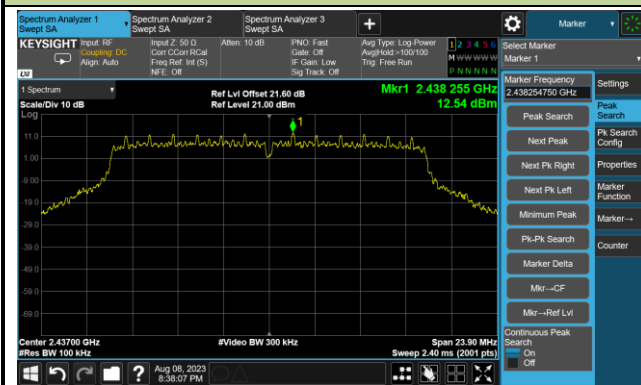 Spectrum Analyzer 1
Swept SA
Spectrum Analyzer 2
Swept SA
Spectrum Analyzer 3
Swept SA
+
Marker
KEYSIGHT
Input: RF
Coupling: DC
Align: Auto
Input Z: 50 Ω
Corr CCorr RCal
Freq Ref: Int (S)
NFE: Off
Atten: 10 dB
PNO: Fast
Gate: Off
IF Gain: Low
Sig Track: Off
Avg Type: Log-Power
Avg|Hold:>100/100
Trig: Free Run
1 2 3 4 5 6
M W W W W W
P N N N N N
LXI
Select Marker
Marker 1
1 Spectrum
Scale/Div 10 dB
Log
Ref Lvl Offset 21.60 dB
Ref Level 21.00 dBm
Mkr1 2.438 255 GHz
12.54 dBm
1
11.0
1.00
-9.00
-19.0
-29.0
-39.0
-49.0
-59.0
-69.0
Center 2.43700 GHz
#Res BW 100 kHz
#Video BW 300 kHz
Span 23.90 MHz
Sweep 2.40 ms (2001 pts)
Marker Frequency
2.438254750 GHz
Peak Search
Next Peak
Next Pk Right
Next Pk Left
Minimum Peak
Pk-Pk Search
Marker Delta
Mkr→CF
Mkr→Ref Lvl
Continuous Peak
Search
On
Off
Settings
Peak
Search
Pk Search
Config
Properties
Marker
Function
Marker→
Counter
?
Aug 08, 2023
8:38:07 PM